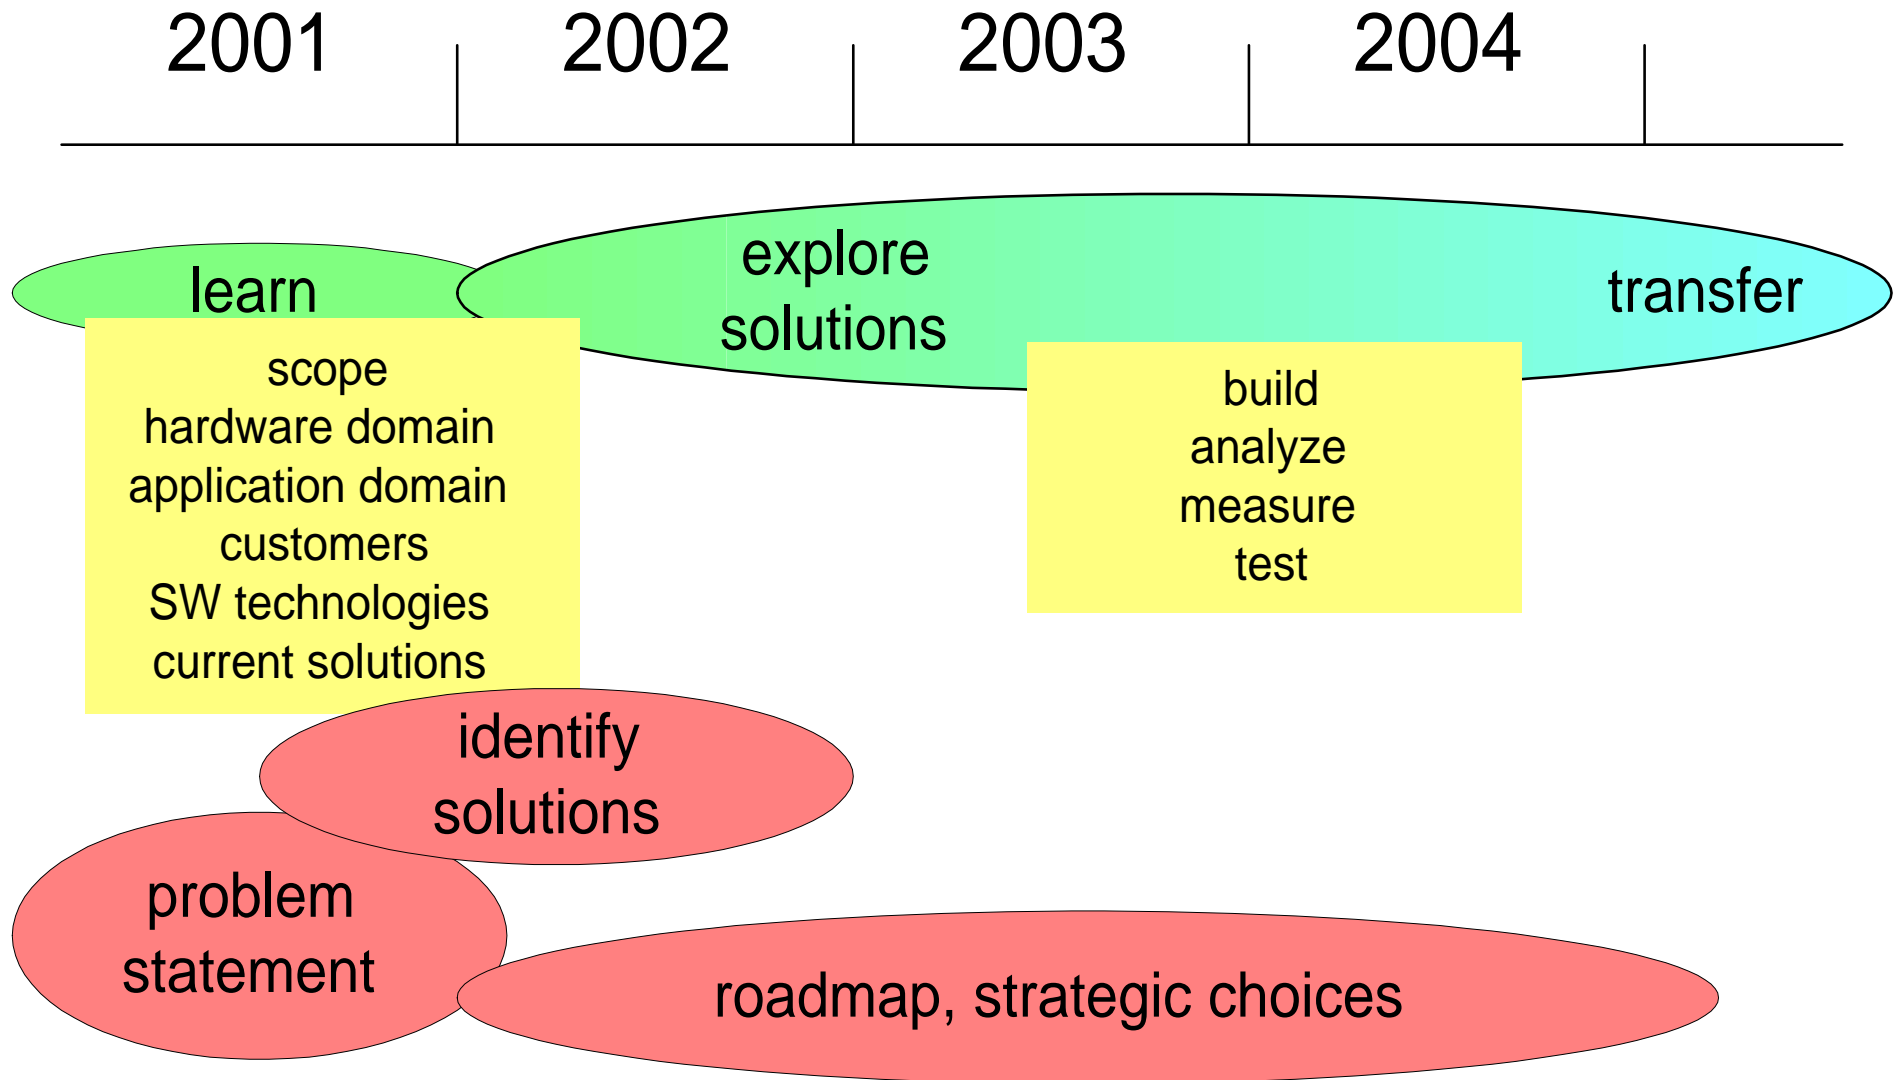 2001
2002
2003
2004
learn
explore
solutions
transfer
scope
hardware domain
application domain
customers
SW technologies
current solutions
build
analyze
measure
test
identify
solutions
problem
statement
roadmap, strategic choices